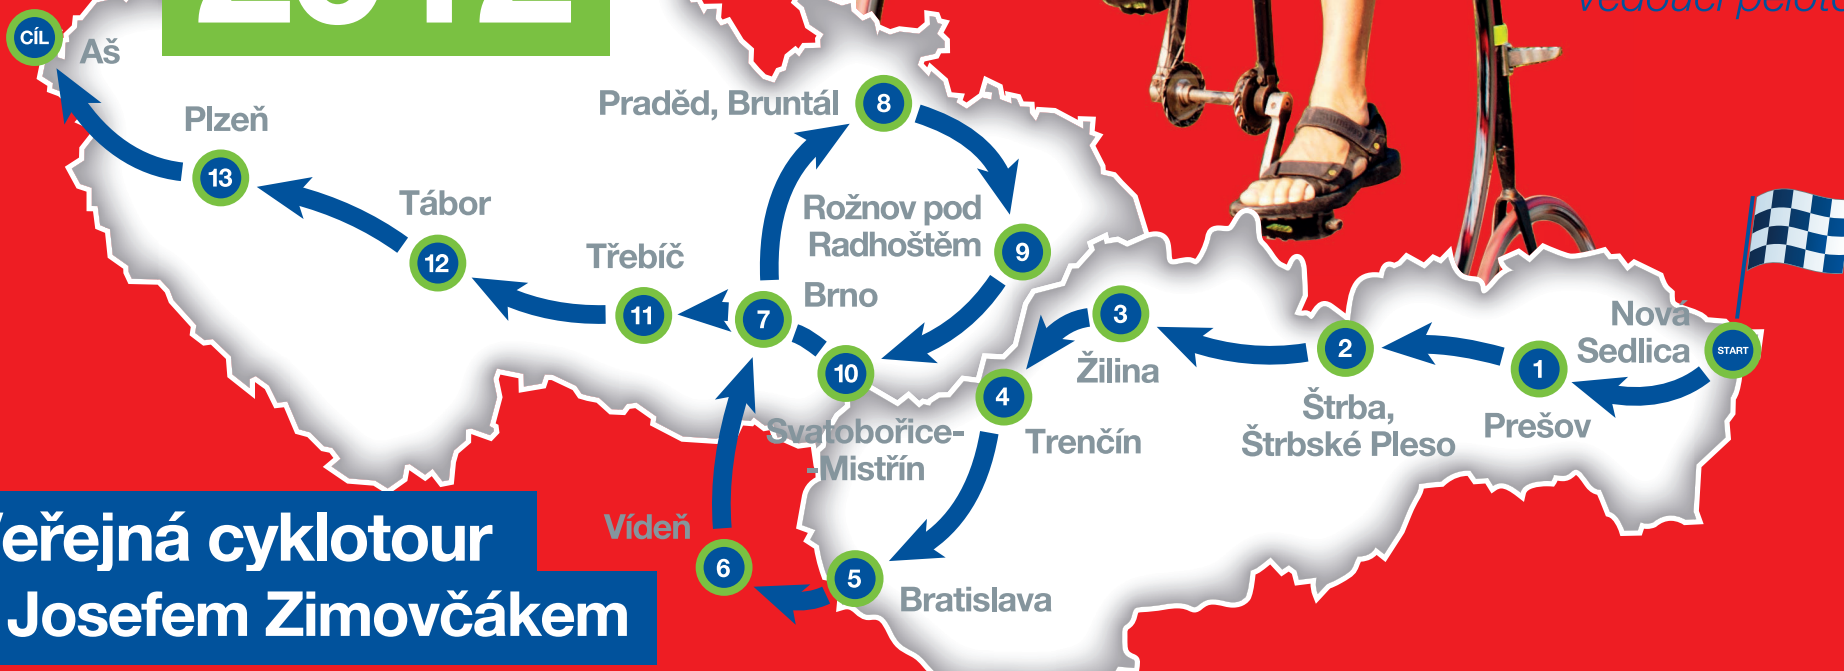 2012
CÍL
Aš
Plzeň
13
Tábor
12
Třebíč
11
Praděd, Bruntál
8
Rožnov pod
Radhoštěm
9
Brno
7
10
Svatobořice-
-Mistřín
3
Žilina
4
Trenčín
2
Štrba,
Štrbské Pleso
1
Prešov
Nová
Sedlica
START
Vídeň
6
5
Bratislava
Veřejná cyklotour
Josefem Zimovčákem